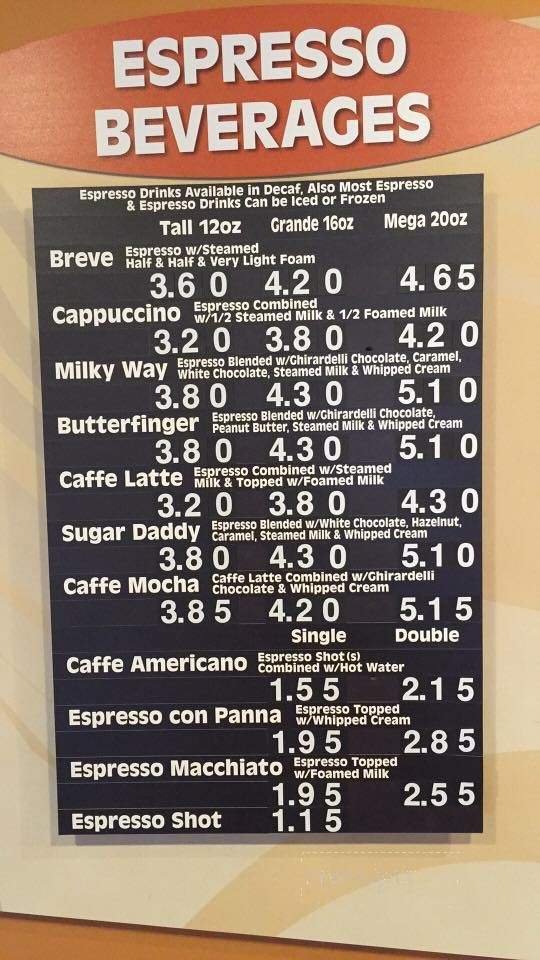 ESPRESSO
BEVERAGES
Espresso Drinks Available in Decaf, Also Most Espresso
& Espresso Drinks Can be Iced or Frozen
Tall 12oz Grande 16oz Mega 20oz
Breve Espresso w/Steamed
Half & Half & Very Light Foam
3.60 4.20 4.65
Cappuccino Espresso Combined
w/1/2 Steamed Milk & 1/2 Foamed Milk
3.20 3.80 4.20
Milky Way Espresso Blended w/Ghirardelli Chocolate, Caramel,
White Chocolate, Steamed Milk & Whipped Cream
3.80 4.30 5.10
Butterfinger Espresso Blended w/Ghirardelli Chocolate,
Peanut Butter, Steamed Milk & Whipped Cream
3.80 4.30 5.10
Caffe Latte Espresso Combined w/Steamed
Milk & Topped w/Foamed Milk
3.20 3.80 4.30
Sugar Daddy Espresso Blended w/White Chocolate, Hazelnut,
Caramel, Steamed Milk & Whipped Cream
3.80 4.30 5.10
Caffe Mocha Caffe Latte Combined w/Ghirardelli
Chocolate & Whipped Cream
3.85 4.20 5.15
Single Double
Caffe Americano Espresso Shot(s)
Combined w/Hot Water
1.55 2.15
Espresso con Panna Espresso Topped
w/Whipped Cream
1.95 2.85
Espresso Macchiato Espresso Topped
w/Foamed Milk
1.95 2.55
Espresso Shot 1.15